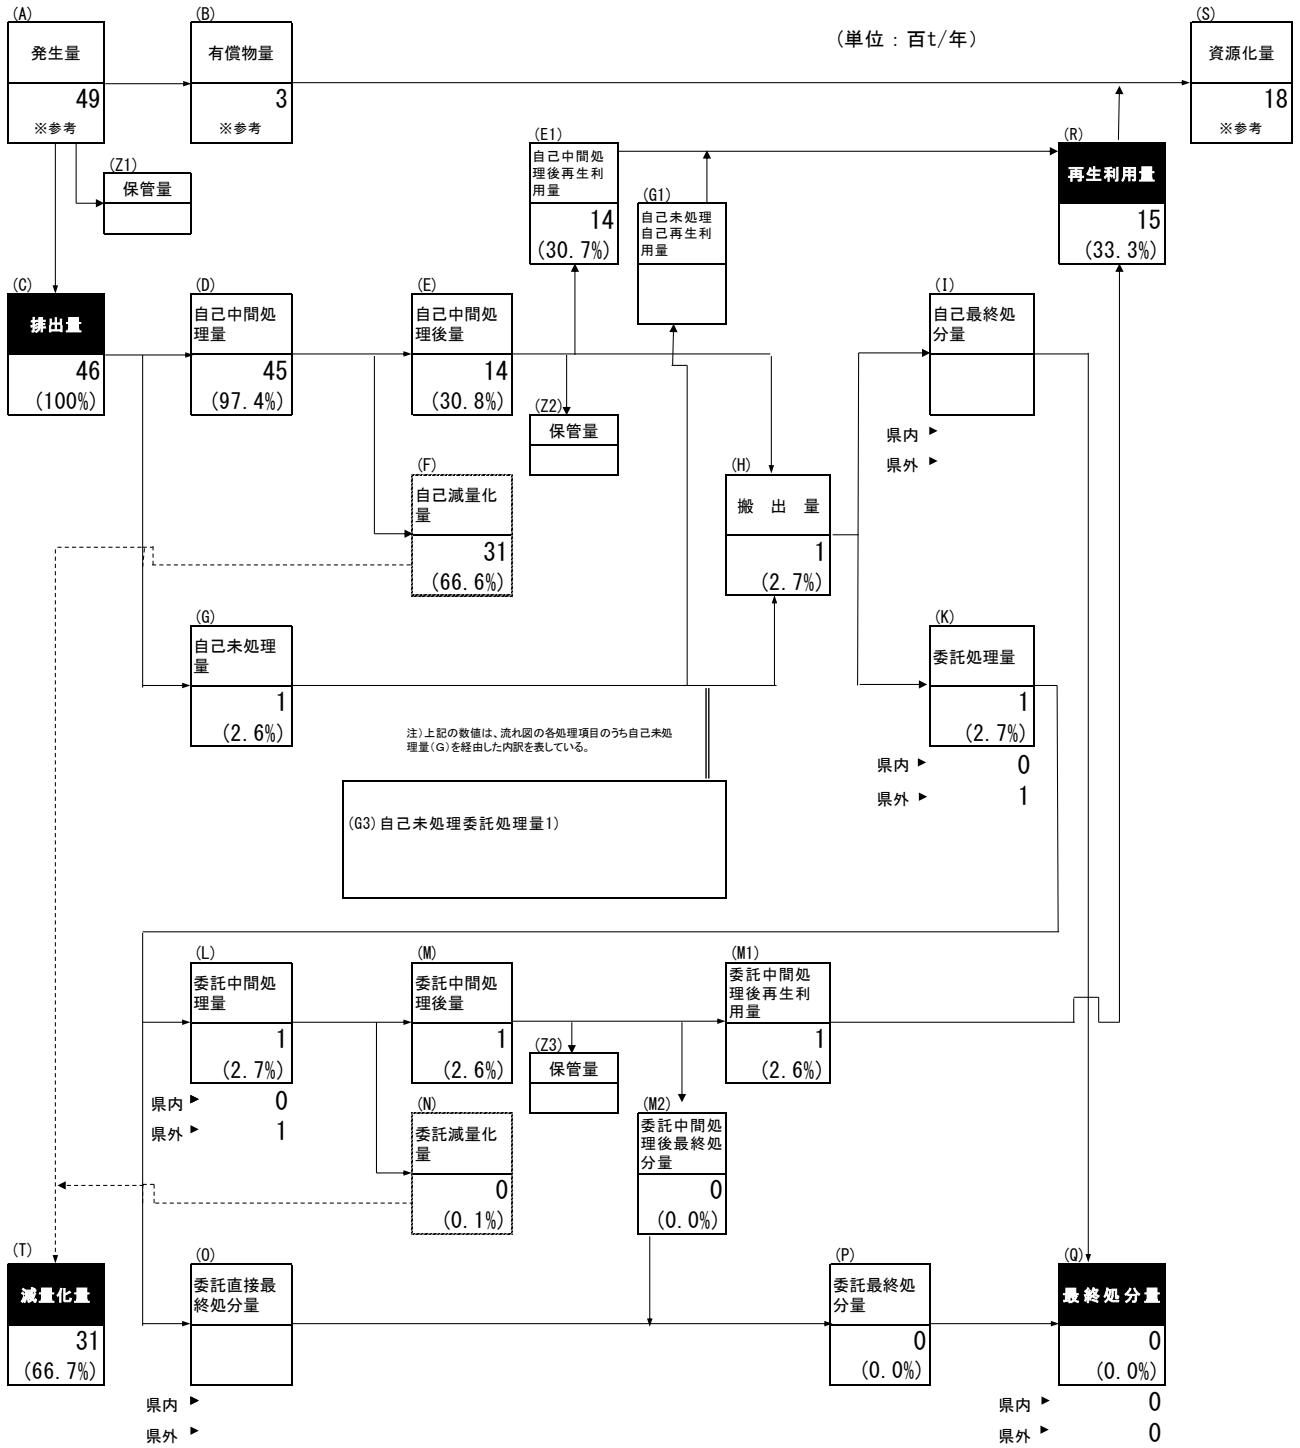 (A)
発生量
49
※参考
(B)
有償物量
3
※参考
(単位：百t/年)
(S)
資源化量
18
※参考
(Z1)
保管量
(E1)
自己中間処
理後再生利
用量
14
(30.7%)
(G1)
自己未処理
自己再生利
用量
(R)
再生利用量
15
(33.3%)
(C)
排出量
46
(100%)
(D)
自己中間処
理量
45
(97.4%)
(E)
自己中間処
理後量
14
(30.8%)
(Z2)
保管量
(I)
自己最終処
分量
県内
県外
(F)
自己減量化
量
31
(66.6%)
(H)
搬 出 量
1
(2.7%)
(G)
自己未処理
量
1
(2.6%)
(K)
委託処理量
1
(2.7%)
県内 0
県外 1
注)上記の数値は、流れ図の各処理項目のうち自己未処
理量(G)を経由した内訳を表している。
(G3)自己未処理委託処理量1)
(L)
委託中間処
理量
1
(2.7%)
県内 0
県外 1
(M)
委託中間処
理後量
1
(2.6%)
(Z3)
保管量
(M1)
委託中間処
理後再生利
用量
1
(2.6%)
(N)
委託減量化
量
0
(0.1%)
(M2)
委託中間処
理後最終処
分量
0
(0.0%)
(T)
減量化量
31
(66.7%)
(O)
委託直接最
終処分量
県内
県外
(P)
委託最終処
分量
0
(0.0%)
(Q)
最終処分量
0
(0.0%)
県内 0
県外 0